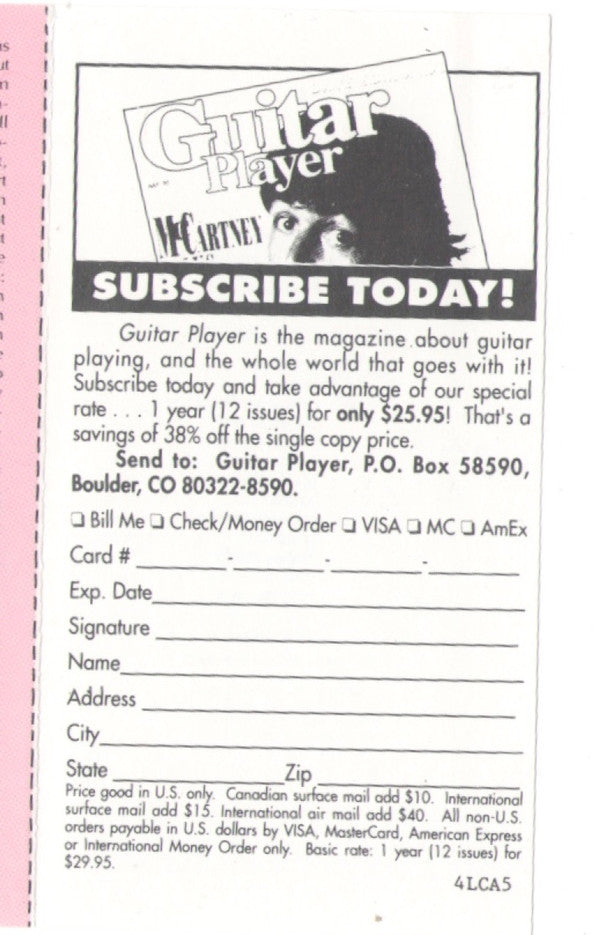 Guitar
Player
McCARTNEY
SUBSCRIBE TODAY!
Guitar Player is the magazine about guitar
playing, and the whole world that goes with it!
Subscribe today and take advantage of our special
rate . . . 1 year (12 issues) for only $25.95! That's a
savings of 38% off the single copy price.
Send to: Guitar Player, P.O. Box 58590,
Boulder, CO 80322-8590.
❏ Bill Me ❏ Check/Money Order ❏ VISA ❏ MC ❏ AmEx
Card # ________-________-________-________
Exp. Date
Signature
Name
Address
City
State Zip
Price good in U.S. only. Canadian surface mail add $10. International
surface mail add $15. International air mail add $40. All non-U.S.
orders payable in U.S. dollars by VISA, MasterCard, American Express
or International Money Order only. Basic rate: 1 year (12 issues) for
$29.95.
4LCA5